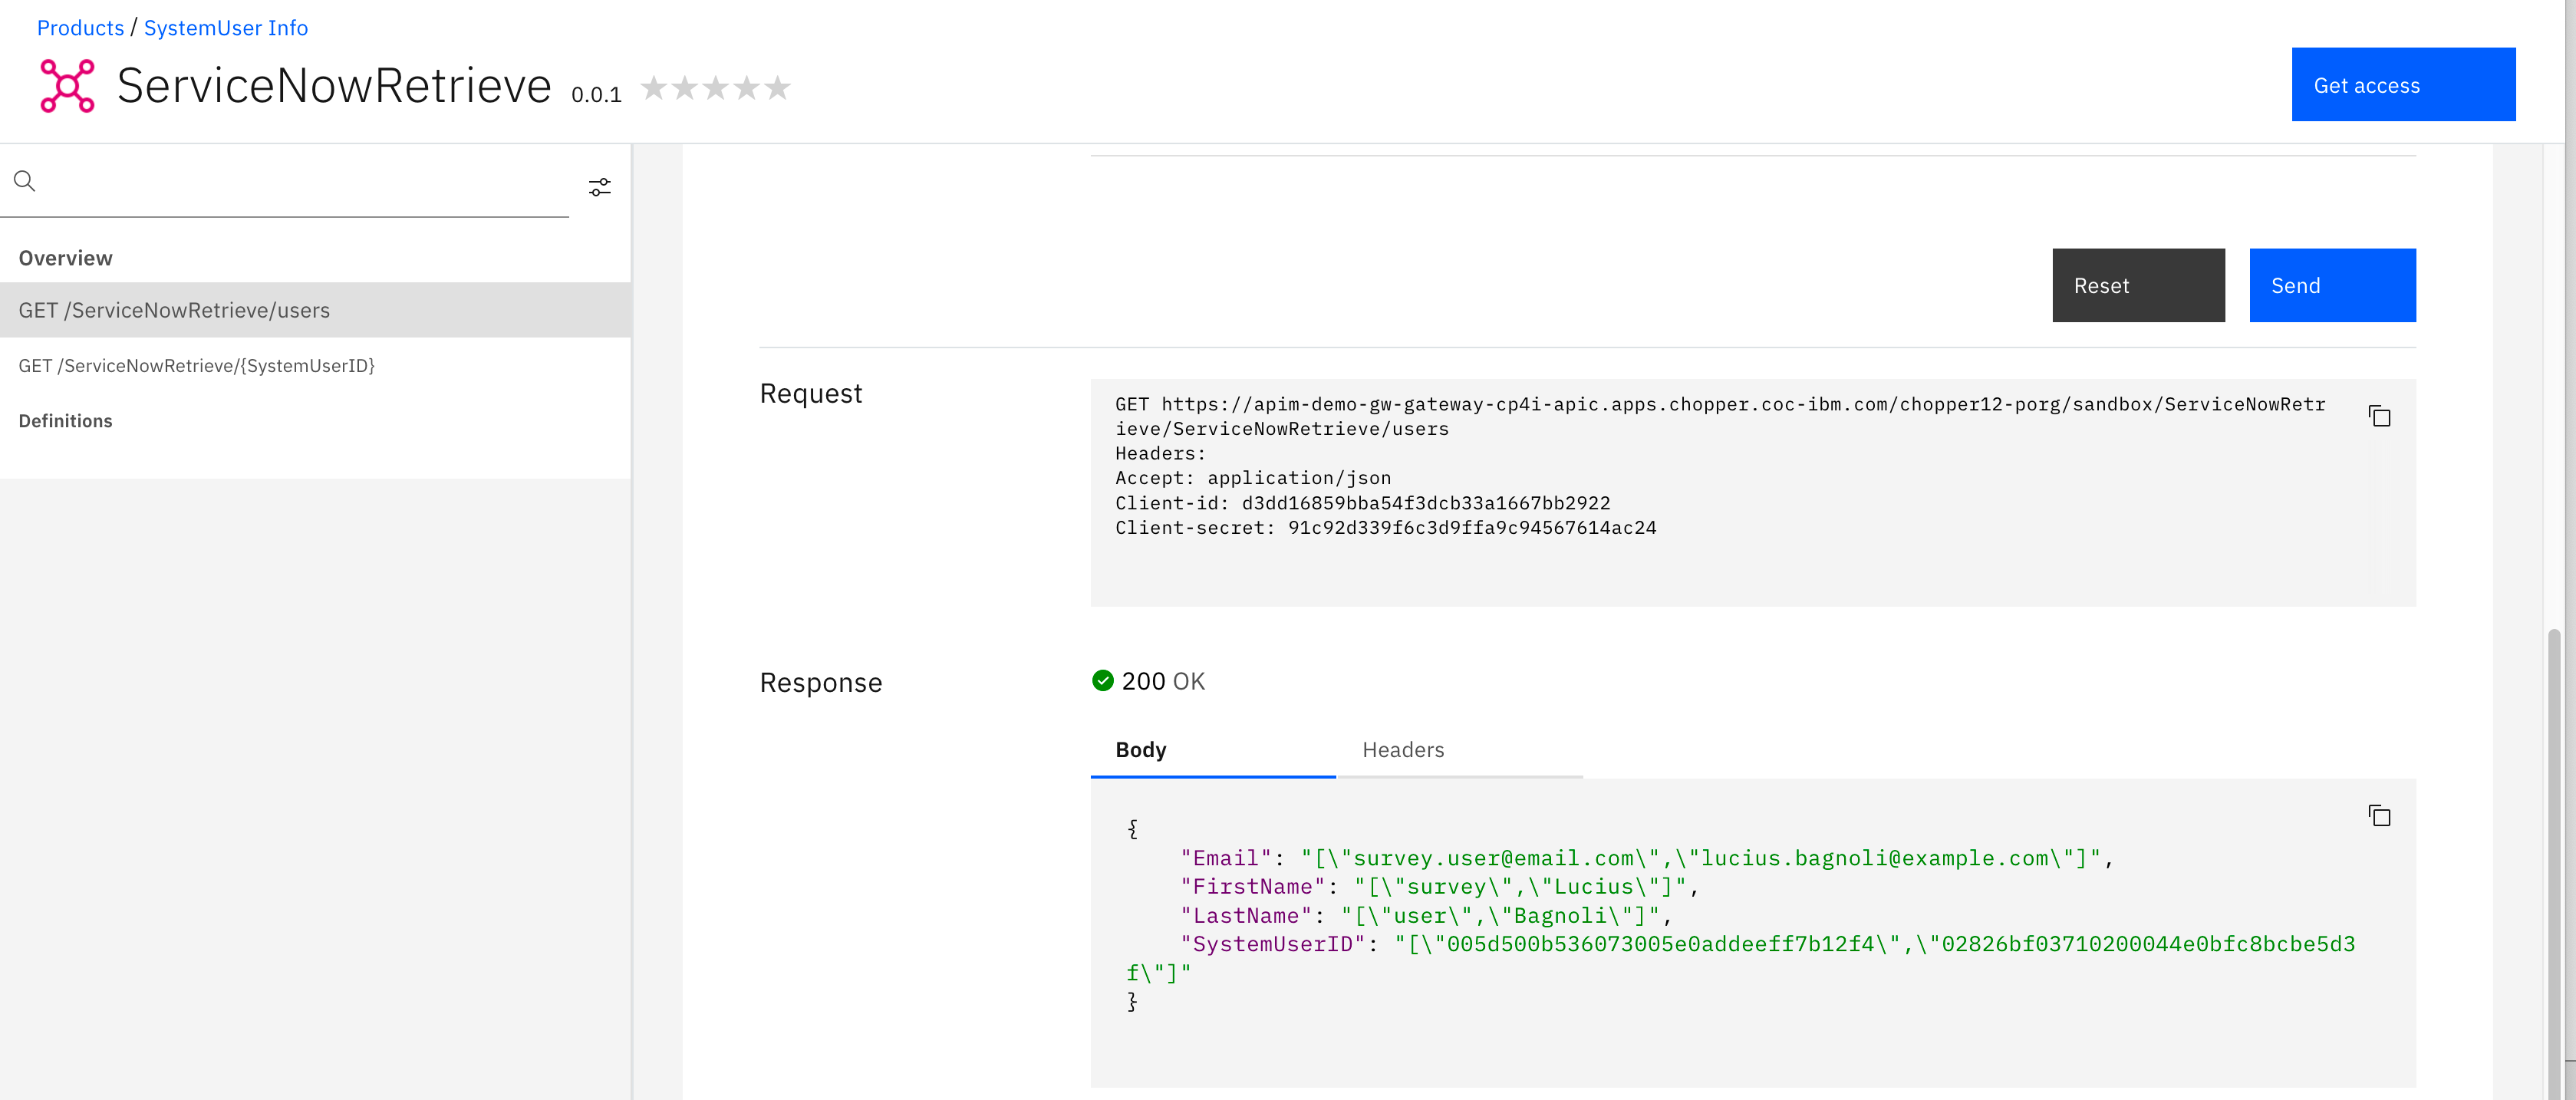 Products / SystemUser Info
ServiceNowRetrieve 0.0.1
Get access
Overview
GET /ServiceNowRetrieve/users
GET /ServiceNowRetrieve/{SystemUserID}
Definitions
Reset
Send
Request
GET https://apim-demo-gw-gateway-cp4i-apic.apps.chopper.coc-ibm.com/chopper12-porg/sandbox/ServiceNowRetr
ieve/ServiceNowRetrieve/users
Headers:
Accept: application/json
Client-id: d3dd16859bba54f3dcb33a1667bb2922
Client-secret: 91c92d339f6c3d9ffa9c94567614ac24
Response
200 OK
Body
Headers
{
"Email": "[\"survey.user@email.com\",\"lucius.bagnoli@example.com\"]",
"FirstName": "[\"survey\",\"Lucius\"]",
"LastName": "[\"user\",\"Bagnoli\"]",
"SystemUserID": "[\"005d500b536073005e0addeeff7b12f4\",\"02826bf03710200044e0bfc8bcbe5d3
f\"]"
}